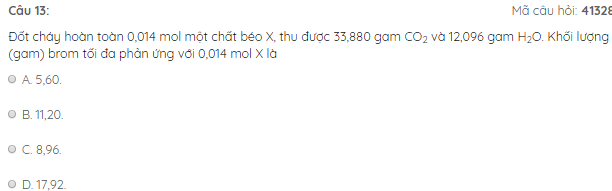 Câu 13:
Mã câu hỏi: 41328
Đốt cháy hoàn toàn 0,014 mol một chất béo X, thu được 33,880 gam CO₂ và 12,096 gam H₂O. Khối lượng
(gam) brom tối đa phản ứng với 0,014 mol X là
A. 5,60.
B. 11,20.
C. 8,96.
D. 17,92.